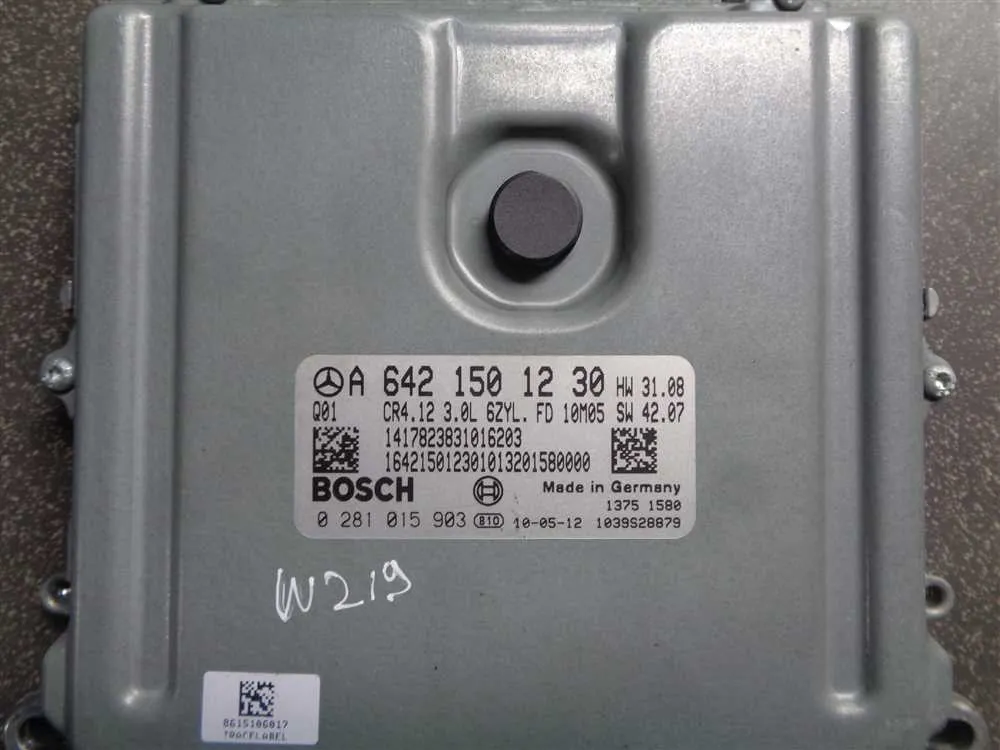 A 642 150 12 30 HW 31.08
Q01 CR4.12 3.0L 6ZYL. FD 10M05 SW 42.07
1417823831016203
164215012301013201580000
BOSCH Made in Germany
1375 1580
0 281 015 903 810 10-05-12 1039S28879
W219
8615106017
TRACELABEL